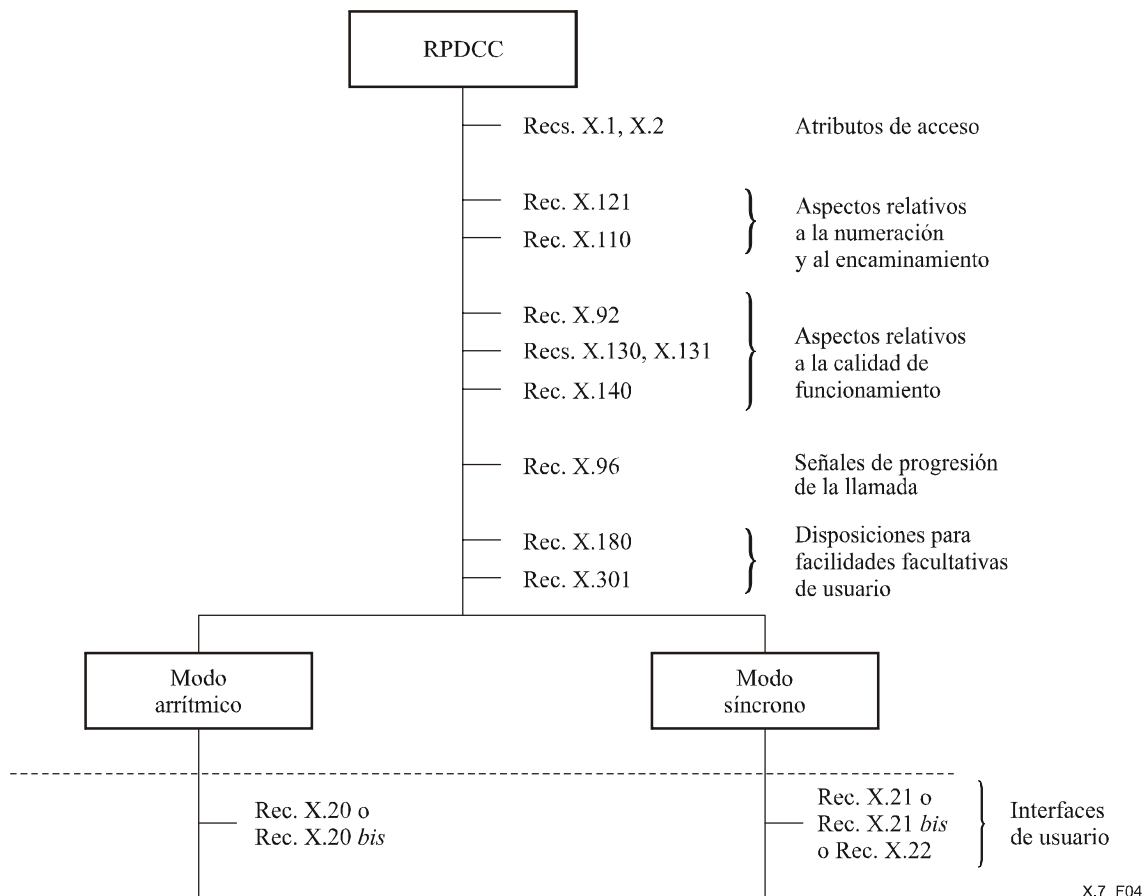 RPDCC
Recs. X.1, X.2
Atributos de acceso
Rec. X.121
Rec. X.110
Aspectos relativos
a la numeración
y al encaminamiento
Rec. X.92
Recs. X.130, X.131
Rec. X.140
Aspectos relativos
a la calidad de
funcionamiento
Rec. X.96
Señales de progresión
de la llamada
Rec. X.180
Rec. X.301
Disposiciones para
facilidades facultativas
de usuario
Modo
arrítmico
Modo
síncrono
Rec. X.20 o
Rec. X.20 bis
Rec. X.21 o
Rec. X.21 bis
o Rec. X.22
Interfaces
de usuario
X.7_F04